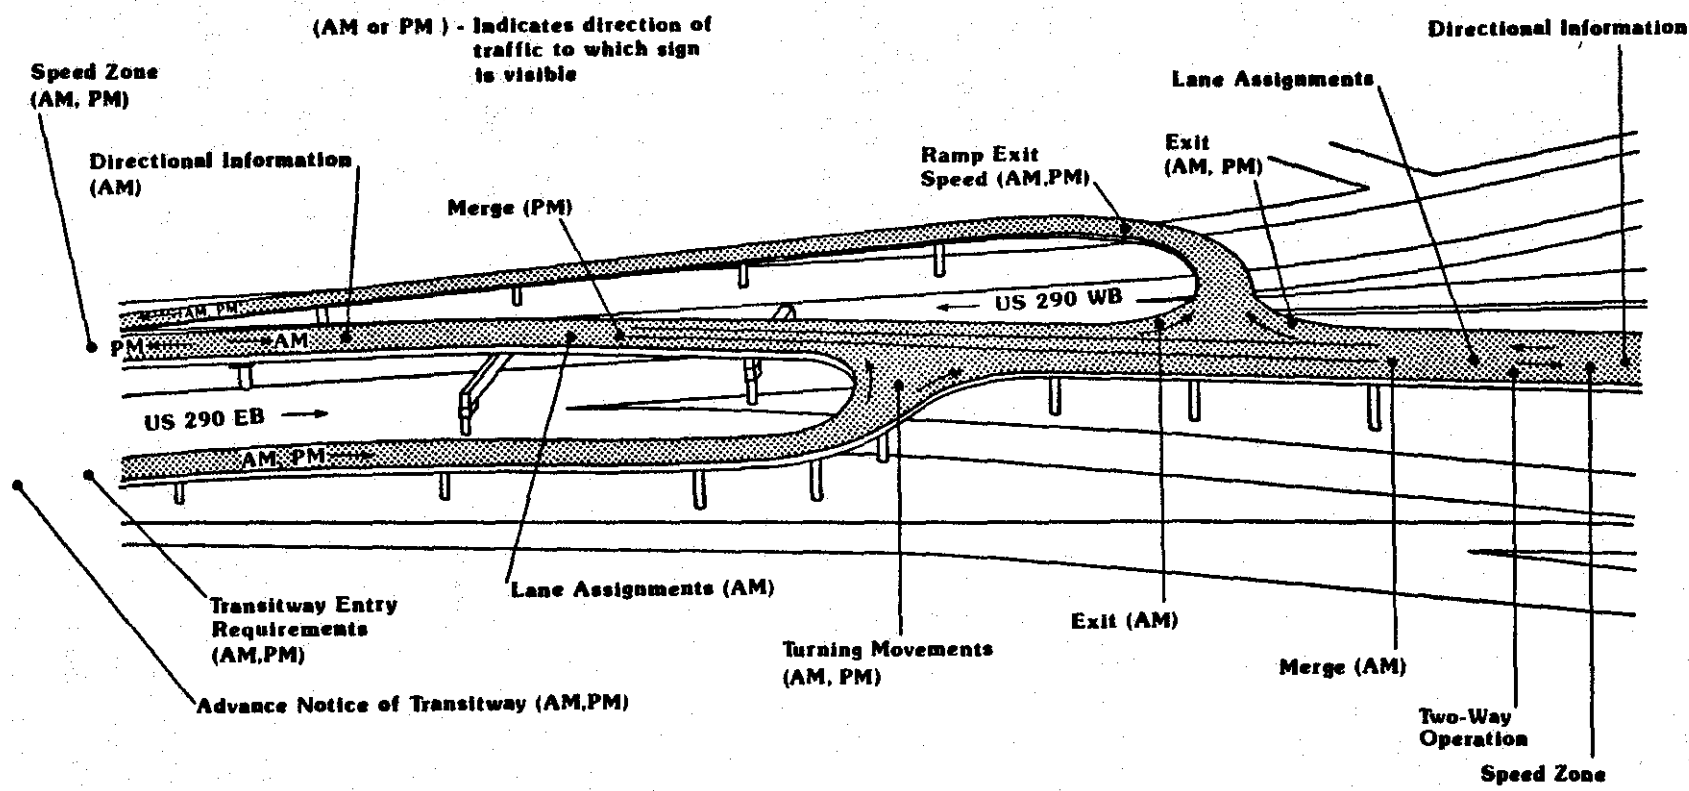 (AM or PM ) - Indicates direction of
traffic to which sign
is visible
Directional Information
Speed Zone
(AM, PM)
Lane Assignments
Directional Information
(AM)
Exit
(AM, PM)
Ramp Exit
Speed (AM,PM)
Merge (PM)
US 290 WB
AM, PM
PM
AM
US 290 EB
AM, PM
Transitway Entry
Requirements
(AM,PM)
Lane Assignments (AM)
Exit (AM)
Turning Movements
(AM, PM)
Merge (AM)
Advance Notice of Transitway (AM,PM)
Two-Way
Operation
Speed Zone